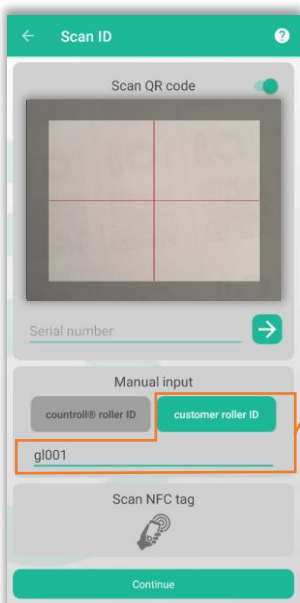 Scan ID ?
Scan QR code
Serial number
Manual input
countroll® roller ID customer roller ID
gl001
Scan NFC tag
Continue